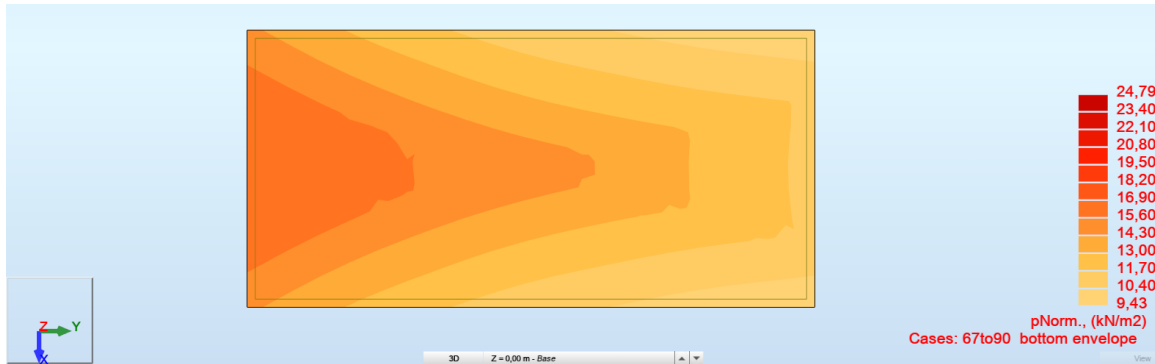 24,79
23,40
22,10
20,80
19,50
18,20
16,90
15,60
14,30
13,00
11,70
10,40
9,43
pNorm., (kN/m2)
Cases: 67to90 bottom envelope
Z
Y
X
3D Z = 0,00 m - Base
View